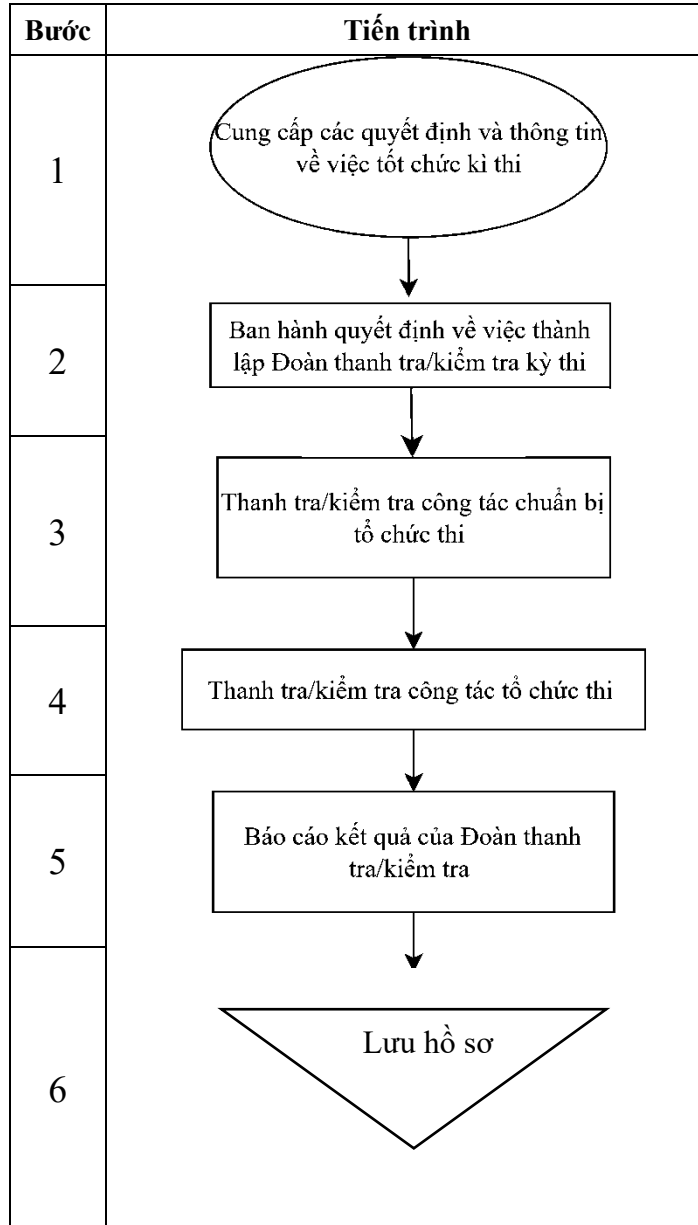 Bước
Tiến trình
1
Cung cấp các quyết định và thông tin
về việc tốt chức kì thi
2
Ban hành quyết định về việc thành
lập Đoàn thanh tra/kiểm tra kỳ thi
3
Thanh tra/kiểm tra công tác chuẩn bị
tổ chức thi
4
Thanh tra/kiểm tra công tác tổ chức thi
5
Báo cáo kết quả của Đoàn thanh
tra/kiểm tra
6
Lưu hồ sơ